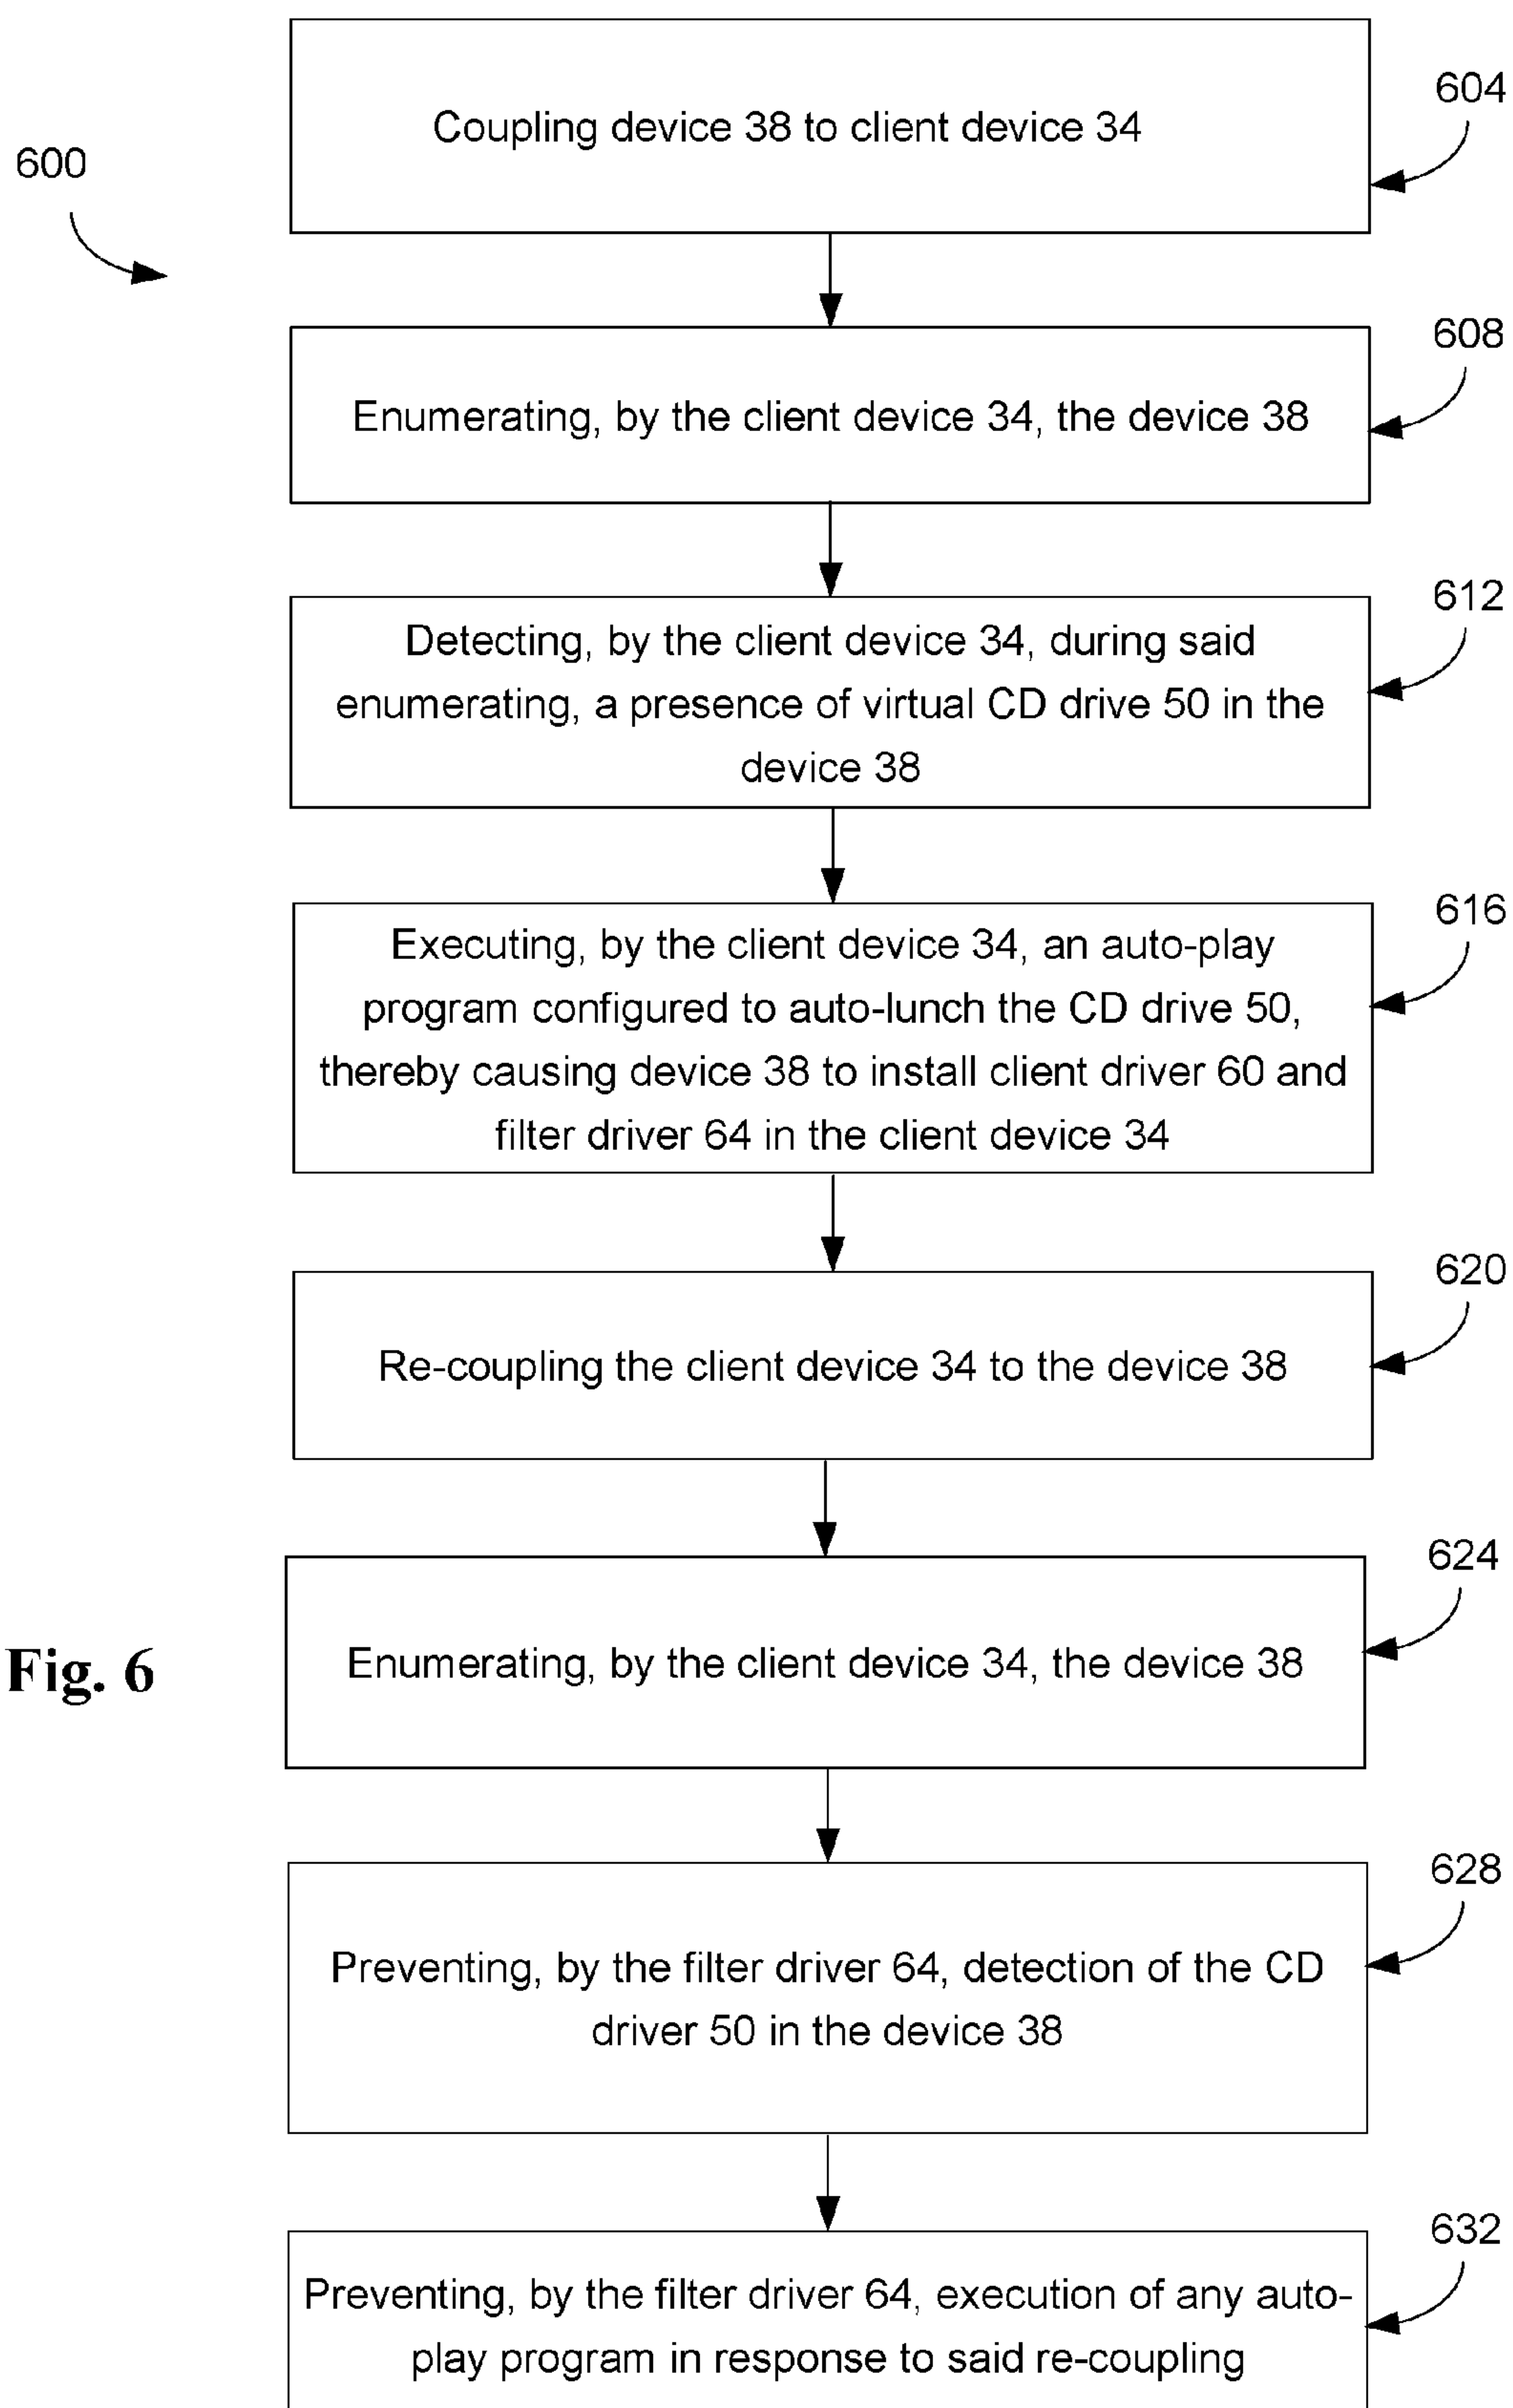 600
Coupling device 38 to client device 34
604
Enumerating, by the client device 34, the device 38
608
Detecting, by the client device 34, during said
enumerating, a presence of virtual CD drive 50 in the
device 38
612
Executing, by the client device 34, an auto-play
program configured to auto-lunch the CD drive 50,
thereby causing device 38 to install client driver 60 and
filter driver 64 in the client device 34
616
Re-coupling the client device 34 to the device 38
620
Enumerating, by the client device 34, the device 38
624
Fig. 6
Preventing, by the filter driver 64, detection of the CD
driver 50 in the device 38
628
Preventing, by the filter driver 64, execution of any auto-
play program in response to said re-coupling
632